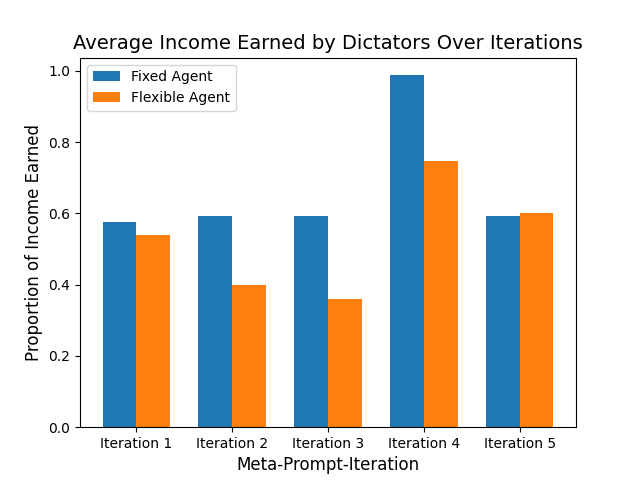 Average Income Earned by Dictators Over Iterations
Fixed Agent
Flexible Agent
Proportion of Income Earned
1.0
0.8
0.6
0.4
0.2
0.0
Iteration 1 Iteration 2 Iteration 3 Iteration 4 Iteration 5
Meta-Prompt-Iteration